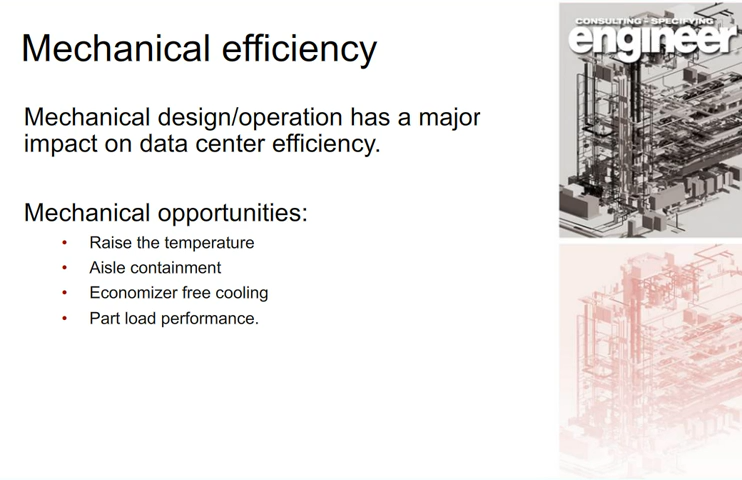 Mechanical efficiency
CONSULTING - SPECIFYING
engineer
Mechanical design/operation has a major
impact on data center efficiency.
Mechanical opportunities:
• Raise the temperature
• Aisle containment
• Economizer free cooling
• Part load performance.